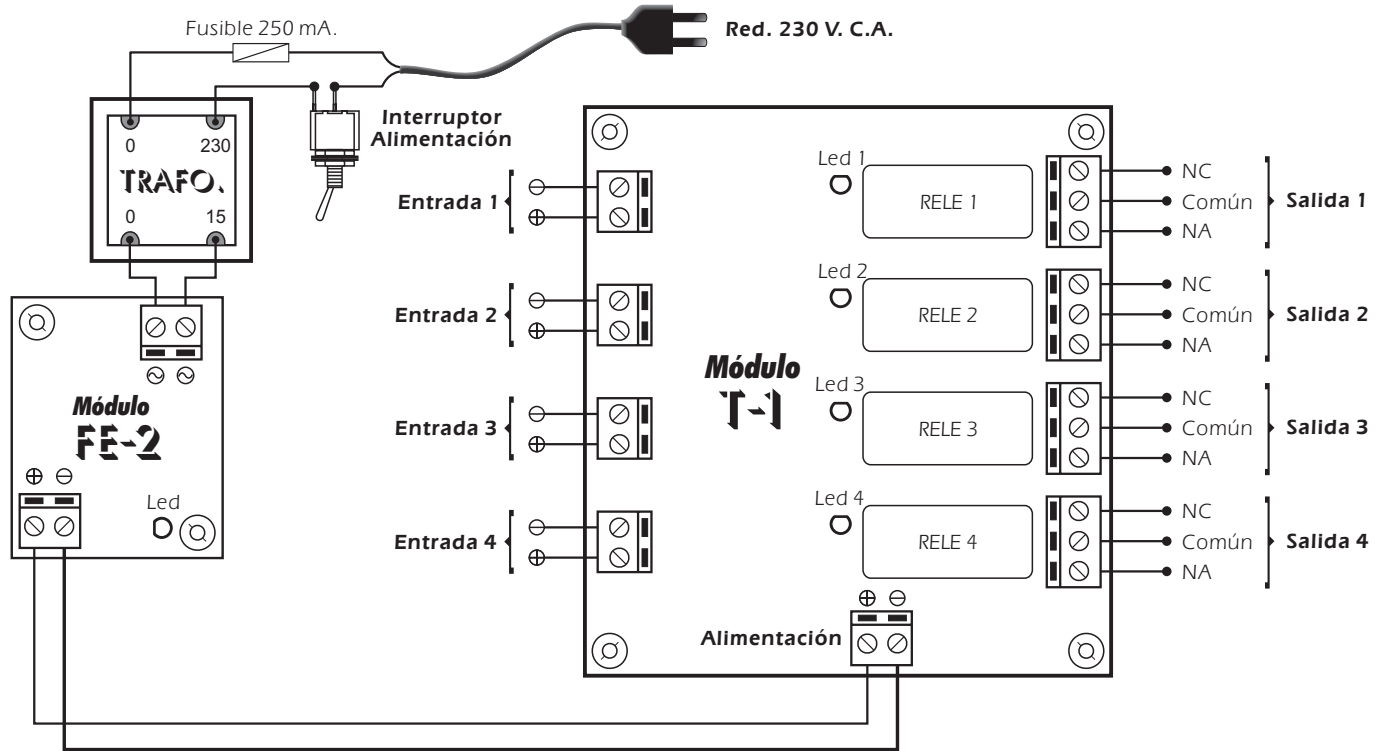 Fusible 250 mA.
Red. 230 V. C.A.
Interruptor
Alimentación
0 230
TRAFO.
0 15
Módulo
FE-2
Led
Entrada 1
Entrada 2
Entrada 3
Entrada 4
Módulo
T-1
Led 1
RELE 1
NC
Común
NA
Salida 1
Led 2
RELE 2
NC
Común
NA
Salida 2
Led 3
RELE 3
NC
Común
NA
Salida 3
Led 4
RELE 4
NC
Común
NA
Salida 4
Alimentación